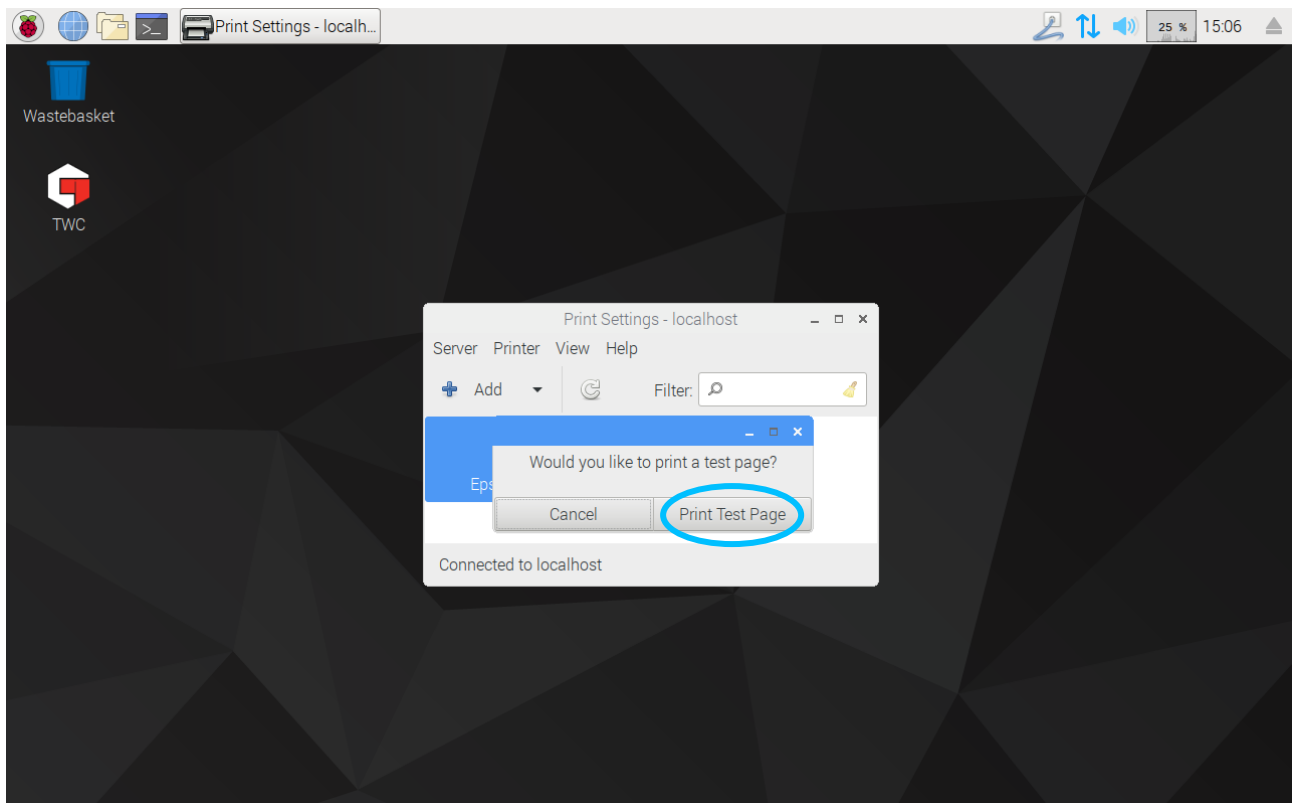 Print Settings - localh...
25 %
15:06
Wastebasket
TWC
Print Settings - localhost
Server Printer View Help
Add
Filter:
Would you like to print a test page?
Eps
Cancel
Print Test Page
Connected to localhost